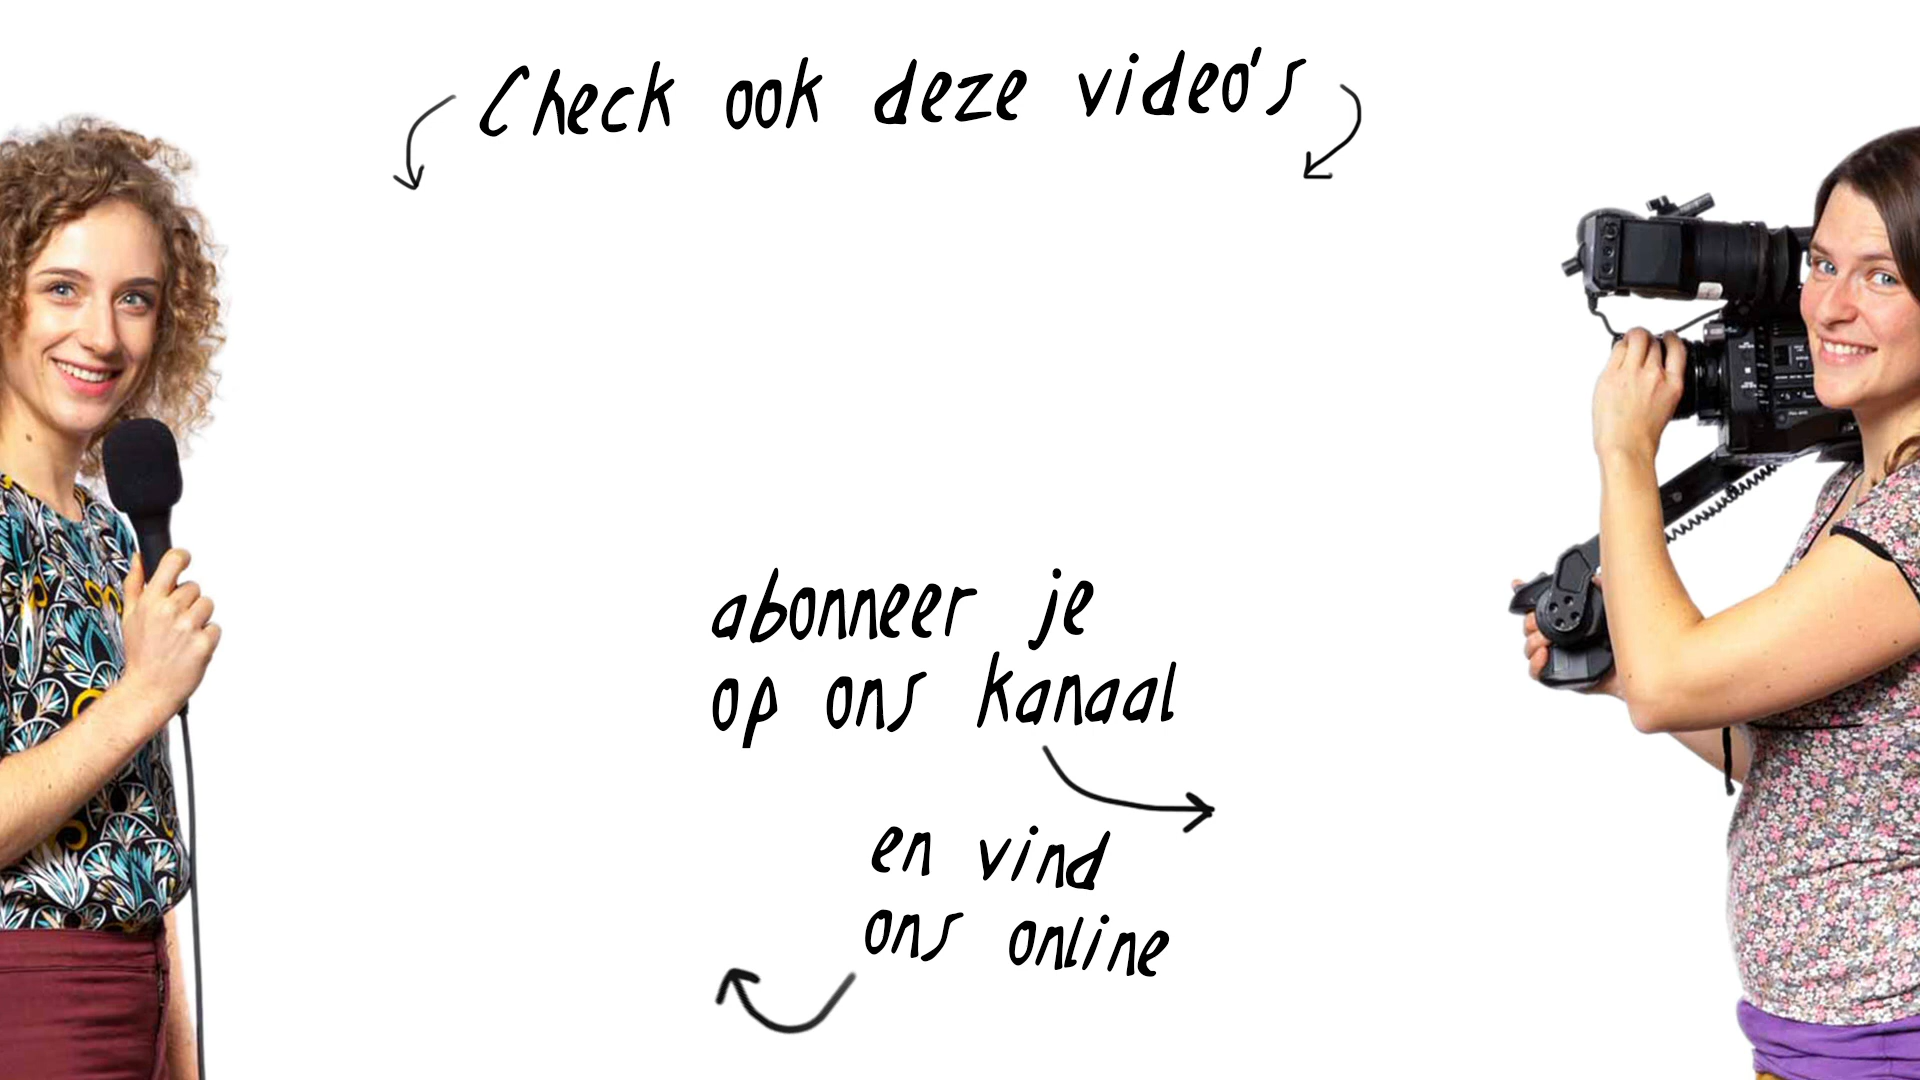 Check ook deze video's
abonneer je
op ons kanaal
en vind
ons online